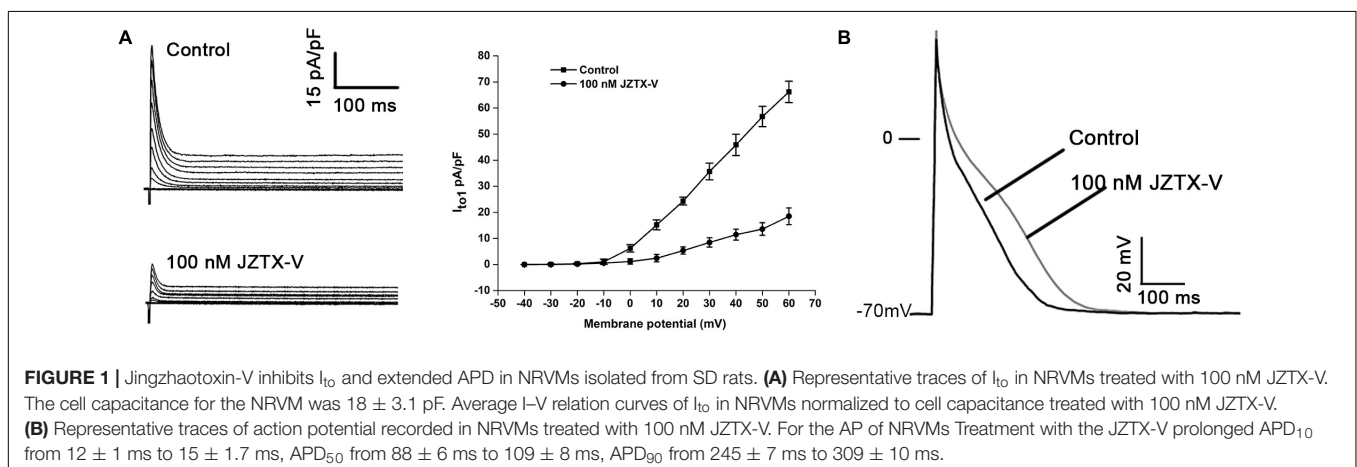 A
Control
15 pA/pF
100 ms
100 nM JZTX-V
80
70
60
50
40
30
20
10
0
-10
I_to1 pA/pF
Control
100 nM JZTX-V
-50 -40 -30 -20 -10 0 10 20 30 40 50 60 70
Membrane potential (mV)
B
0
Control
100 nM JZTX-V
20 mV
100 ms
-70mV
FIGURE 1 | Jingzhaotoxin-V inhibits I_to and extended APD in NRVMs isolated from SD rats. (A) Representative traces of I_to in NRVMs treated with 100 nM JZTX-V.
The cell capacitance for the NRVM was 18 ± 3.1 pF. Average I–V relation curves of I_to in NRVMs normalized to cell capacitance treated with 100 nM JZTX-V.
(B) Representative traces of action potential recorded in NRVMs treated with 100 nM JZTX-V. For the AP of NRVMs Treatment with the JZTX-V prolonged APD_10
from 12 ± 1 ms to 15 ± 1.7 ms, APD_50 from 88 ± 6 ms to 109 ± 8 ms, APD_90 from 245 ± 7 ms to 309 ± 10 ms.